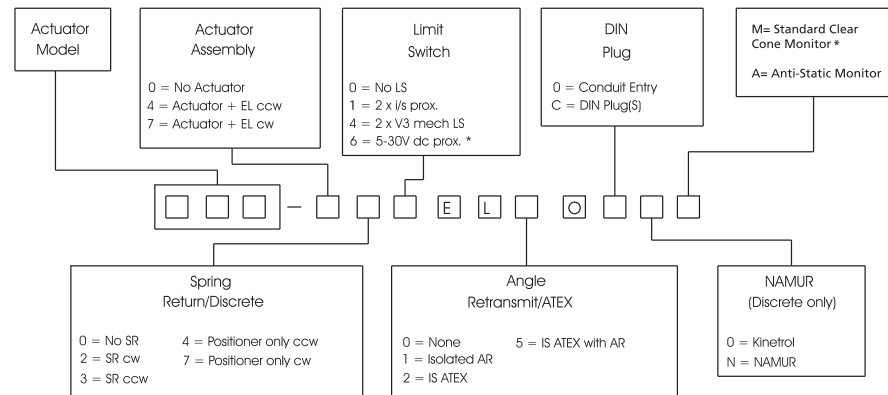 Actuator
Model
Actuator
Assembly
0 = No Actuator
4 = Actuator + EL ccw
7 = Actuator + EL cw
Limit
Switch
0 = No LS
1 = 2 x i/s prox.
4 = 2 x V3 mech LS
6 = 5-30V dc prox. *
DIN
Plug
0 = Conduit Entry
C = DIN Plug(S)
M= Standard Clear
Cone Monitor *
A= Anti-Static Monitor
– E L O
Spring
Return/Discrete
0 = No SR
2 = SR cw
3 = SR ccw
4 = Positioner only ccw
7 = Positioner only cw
Angle
Retransmit/ATEX
0 = None
1 = Isolated AR
2 = IS ATEX
5 = IS ATEX with AR
NAMUR
(Discrete only)
0 = Kinetrol
N = NAMUR